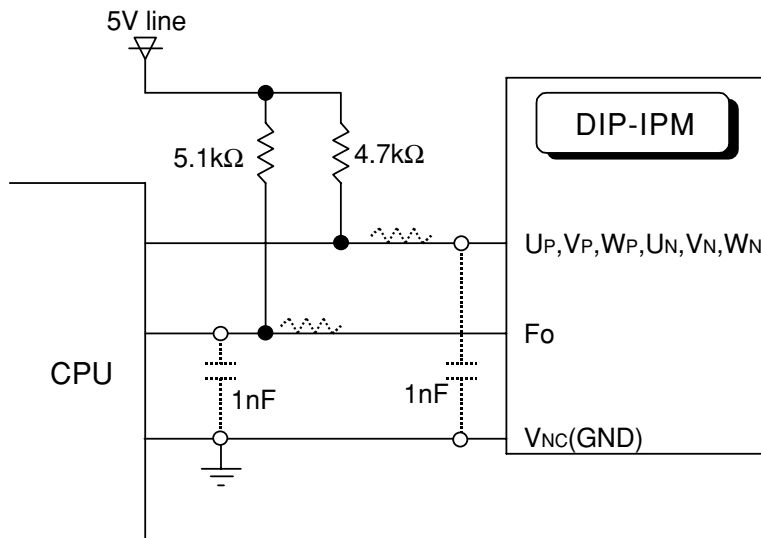 5V line
DIP-IPM
5.1kΩ
4.7kΩ
UP,VP,WP,UN,VN,WN
Fo
CPU
1nF
1nF
VNC(GND)